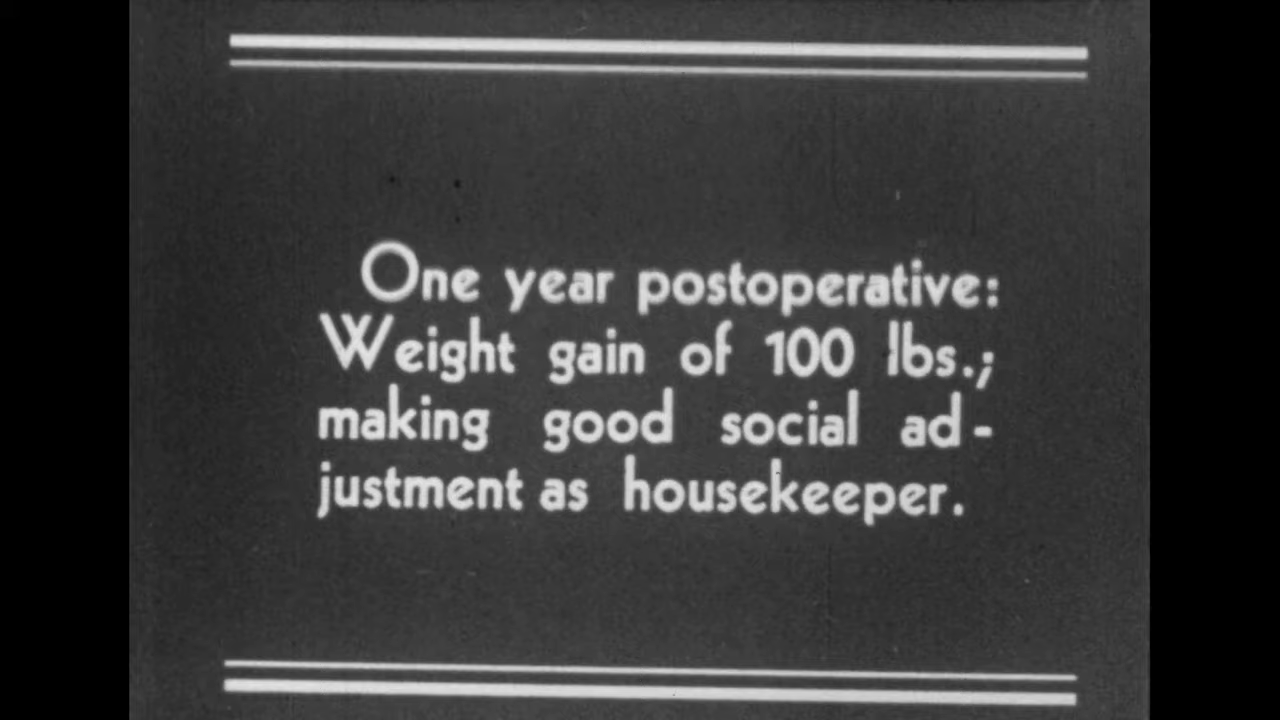 One year postoperative:
Weight gain of 100 lbs.;
making good social ad-
justment as housekeeper.